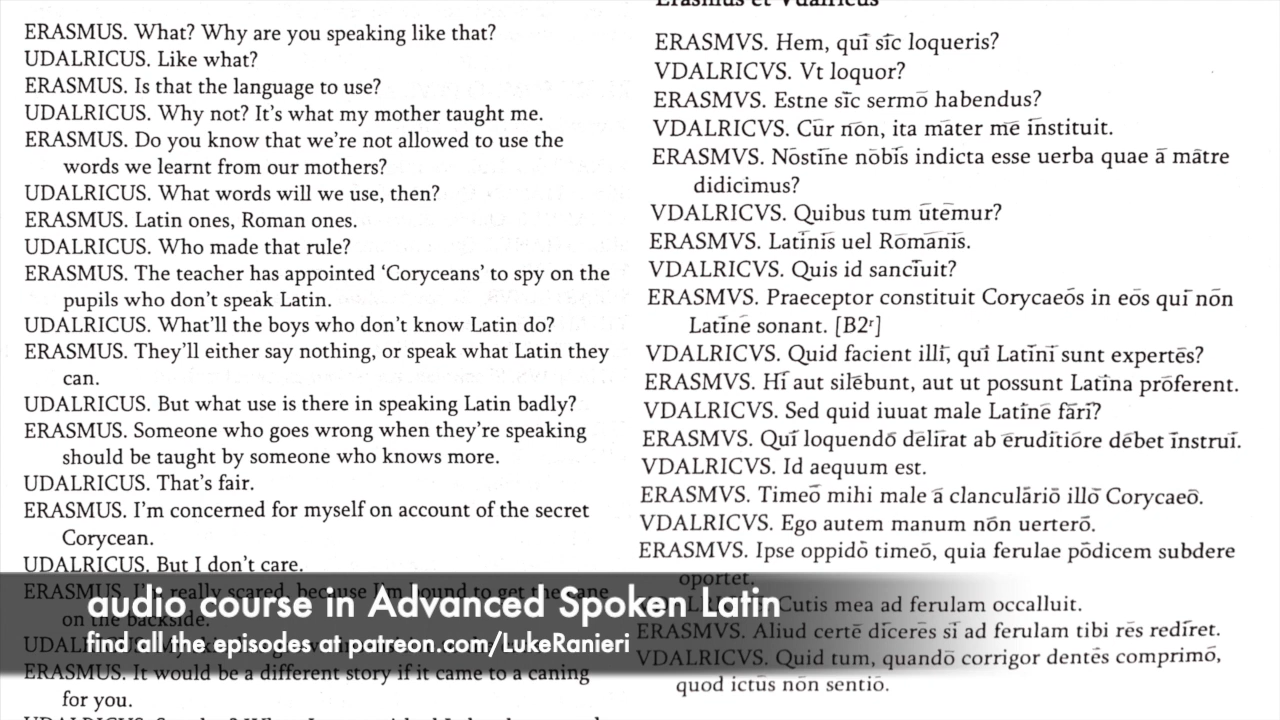 ERASMUS. What? Why are you speaking like that?
UDALRICUS. Like what?
ERASMUS. Is that the language to use?
UDALRICUS. Why not? It's what my mother taught me.
ERASMUS. Do you know that we're not allowed to use the
words we learnt from our mothers?
UDALRICUS. What words will we use, then?
ERASMUS. Latin ones, Roman ones.
UDALRICUS. Who made that rule?
ERASMUS. The teacher has appointed ‘Coryceans’ to spy on the
pupils who don't speak Latin.
UDALRICUS. What'll the boys who don't know Latin do?
ERASMUS. They'll either say nothing, or speak what Latin they
can.
UDALRICUS. But what use is there in speaking Latin badly?
ERASMUS. Someone who goes wrong when they're speaking
should be taught by someone who knows more.
UDALRICUS. That's fair.
ERASMUS. I'm concerned for myself on account of the secret
Corycean.
UDALRICUS. But I don't care.
ERASMUS. I'm really scared, because I'm bound to get the cane
on the backside.
ERASMUS. It would be a different story if it came to a caning
for you.
Erasmus et Vdalricus
ERASMVS. Hem, quī sīc loqueris?
VDALRICVS. Vt loquor?
ERASMVS. Estne sīc sermō habendus?
VDALRICVS. Cūr nōn, ita māter mē īnstituit.
ERASMVS. Nōstīne nōbīs indicta esse uerba quae ā mātre
didicimus?
VDALRICVS. Quibus tum ūtēmur?
ERASMVS. Latīnīs uel Rōmānīs.
VDALRICVS. Quis id sancīuit?
ERASMVS. Praeceptor constituit Corycaeōs in eōs quī nōn
Latīnē sonant. [B2ʳ]
VDALRICVS. Quid facient illī, quī Latīnī sunt expertēs?
ERASMVS. Hī aut silēbunt, aut ut possunt Latīna prōferent.
VDALRICVS. Sed quid iuuat male Latīnē fārī?
ERASMVS. Quī loquendō dēlīrat ab ērudītiōre dēbet īnstruī.
VDALRICVS. Id aequum est.
ERASMVS. Timeō mihi male ā clanculāriō illō Corycaeō.
VDALRICVS. Ego autem manum nōn uerterō.
ERASMVS. Ipse oppidō timeō, quia ferulae pōdicem subdere
oportet.
Cutis mea ad ferulam occalluit.
ERASMVS. Aliud certē dīcerēs sī ad ferulam tibi rēs redīret.
VDALRICVS. Quid tum, quandō corrigor dentēs comprimō,
quod ictūs nōn sentiō.
audio course in Advanced Spoken Latin
find all the episodes at patreon.com/LukeRanieri